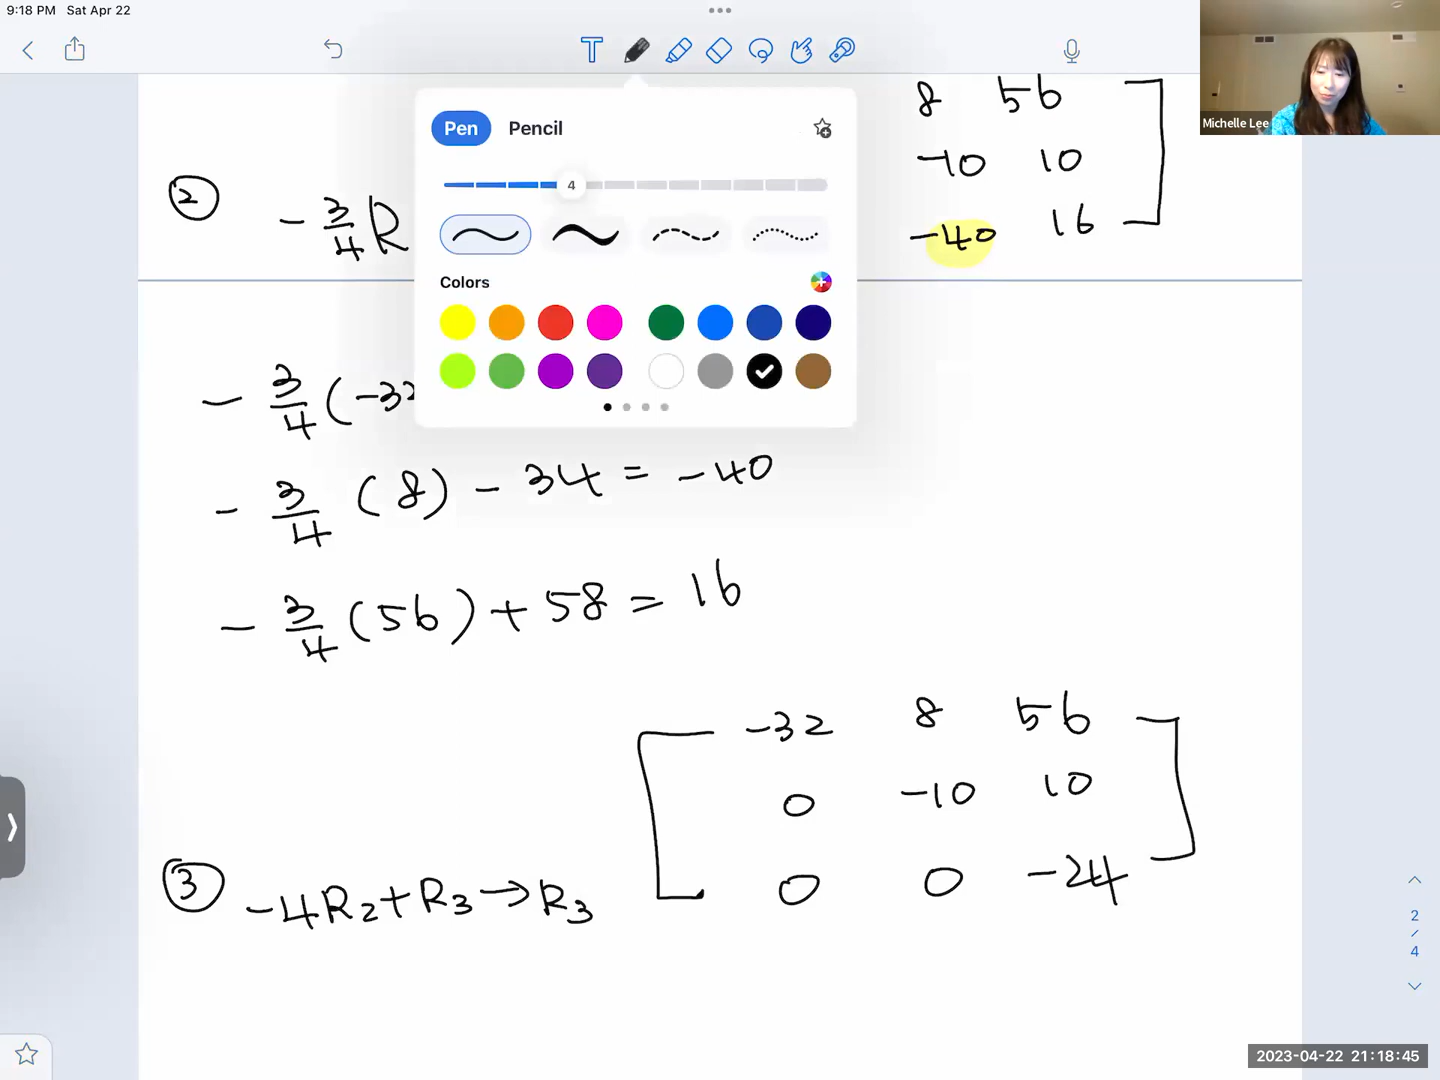 9:18 PM Sat Apr 22
T
Michelle Lee
Pen Pencil
4
Colors
8 56
-10 10
-40 16
② -3/4 R
-3/4 (-32
-3/4 (8) - 34 = -40
-3/4 (56) + 58 = 16
-32 8 56
0 -10 10
0 0 -24
③ -4R₂+R₃→R₃
2
/
4
2023-04-22 21:18:45